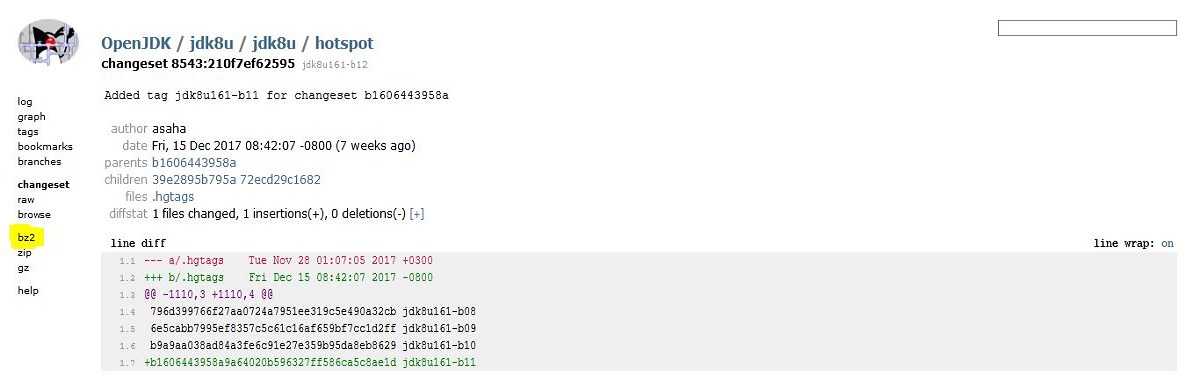 OpenJDK / jdk8u / jdk8u / hotspot
changeset 8543:210f7ef62595 jdk8u161-b12
log
graph
tags
bookmarks
branches
changeset
raw
browse
bz2
zip
gz
help
Added tag jdk8u161-b11 for changeset b1606443958a
author asaha
date Fri, 15 Dec 2017 08:42:07 -0800 (7 weeks ago)
parents b1606443958a
children 39e2895b795a 72ecd29c1682
files .hgtags
diffstat 1 files changed, 1 insertions(+), 0 deletions(-) [+]
line diff
line wrap: on
1.1 --- a/.hgtags Tue Nov 28 01:07:05 2017 +0300
1.2 +++ b/.hgtags Fri Dec 15 08:42:07 2017 -0800
1.3 @@ -1110,3 +1110,4 @@
1.4 796d399766f27aa0724a7951ee319c5e490a32cb jdk8u161-b08
1.5 6e5cabb7995ef8357c5c61c16af659bf7cc1d2ff jdk8u161-b09
1.6 b9a9aa038ad84a3fe6c91e27e359b95da8eb8629 jdk8u161-b10
1.7 +b1606443958a9a64020b596327ff586ca5c8ae1d jdk8u161-b11